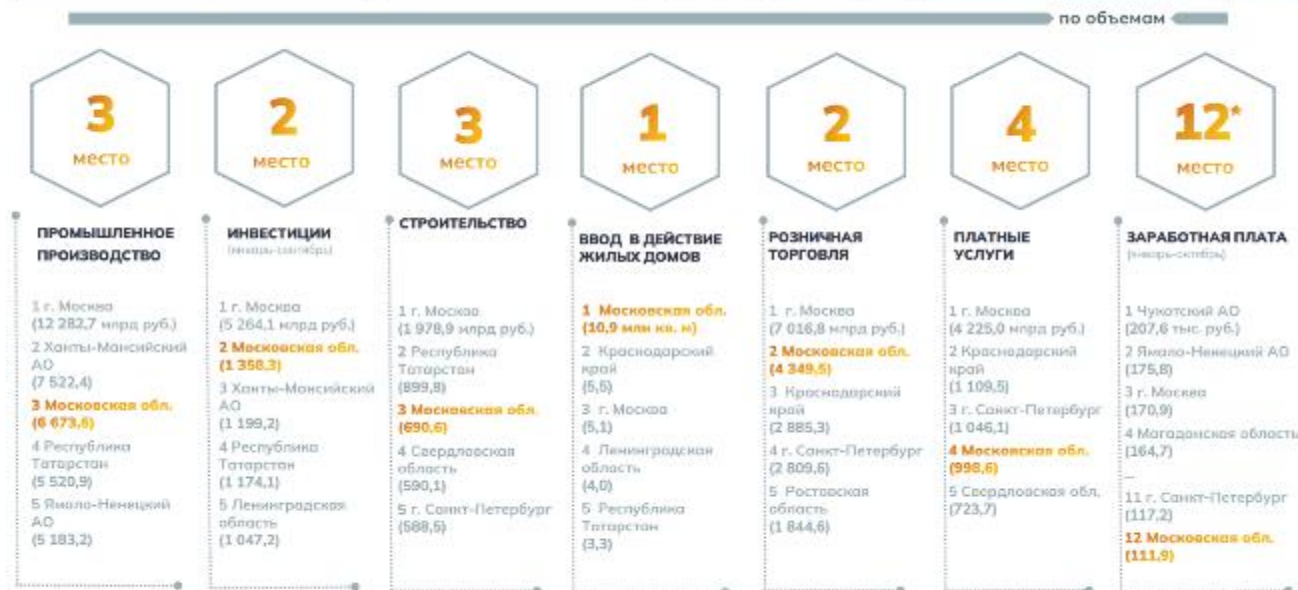 по объемам
3
место
2
место
3
место
1
место
2
место
4
место
12*
место
ПРОМЫШЛЕННОЕ
ПРОИЗВОДСТВО
1 г. Москва
(12 282,7 млрд руб.)
2 Ханты-Мансийский
АО
(7 522,4)
3 Московская обл.
(6 673,6)
4 Республика
Татарстан
(5 520,9)
5 Ямало-Ненецкий
АО
(5 183,2)
ИНВЕСТИЦИИ
(январь-сентябрь)
1 г. Москва
(5 264,1 млрд руб.)
2 Московская обл.
(1 358,3)
3 Ханты-Мансийский
АО
(1 199,2)
4 Республика
Татарстан
(1 174,1)
5 Ленинградская
область
(1 047,2)
СТРОИТЕЛЬСТВО
1 г. Москва
(1 978,9 млрд руб.)
2 Республика
Татарстан
(899,8)
3 Московская обл.
(690,6)
4 Свердловская
область
(590,1)
5 г. Санкт-Петербург
(588,5)
ВВОД В ДЕЙСТВИЕ
ЖИЛЫХ ДОМОВ
1 Московская обл.
(10,9 млн кв. м)
2 Краснодарский
край
(5,5)
3 г. Москва
(5,1)
4 Ленинградская
область
(4,0)
5 Республика
Татарстан
(3,3)
РОЗНИЧНАЯ
ТОРГОВЛЯ
1 г. Москва
(7 016,8 млрд руб.)
2 Московская обл.
(4 349,5)
3 Краснодарский
край
(2 885,3)
4 г. Санкт-Петербург
(2 809,6)
5 Ростовская
область
(1 844,6)
ПЛАТНЫЕ
УСЛУГИ
1 г. Москва
(4 225,0 млрд руб.)
2 Краснодарский
край
(1 109,5)
3 г. Санкт-Петербург
(1 046,1)
4 Московская обл.
(998,6)
5 Свердловская обл.
(723,7)
ЗАРАБОТНАЯ ПЛАТА
(январь-октябрь)
1 Чукотский АО
(207,6 тыс. руб.)
2 Ямало-Ненецкий АО
(175,8)
3 г. Москва
(170,9)
4 Магаданская область
(164,7)
...
11 г. Санкт-Петербург
(117,2)
12 Московская обл.
(111,9)